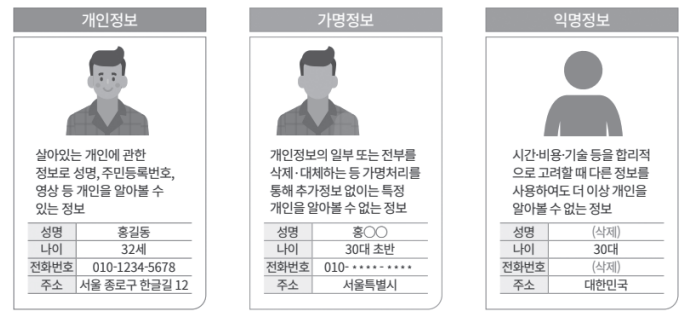 개인정보
살아있는 개인에 관한
정보로 성명, 주민등록번호,
영상 등 개인을 알아볼 수
있는 정보
성명 홍길동
나이 32세
전화번호 010-1234-5678
주소 서울 종로구 한글길 12
가명정보
개인정보의 일부 또는 전부를
삭제·대체하는 등 가명처리를
통해 추가정보 없이는 특정
개인을 알아볼 수 없는 정보
성명 홍○○
나이 30대 초반
전화번호 010-****-****
주소 서울특별시
익명정보
시간·비용·기술 등을 합리적
으로 고려할 때 다른 정보를
사용하여도 더 이상 개인을
알아볼 수 없는 정보
성명 (삭제)
나이 30대
전화번호 (삭제)
주소 대한민국